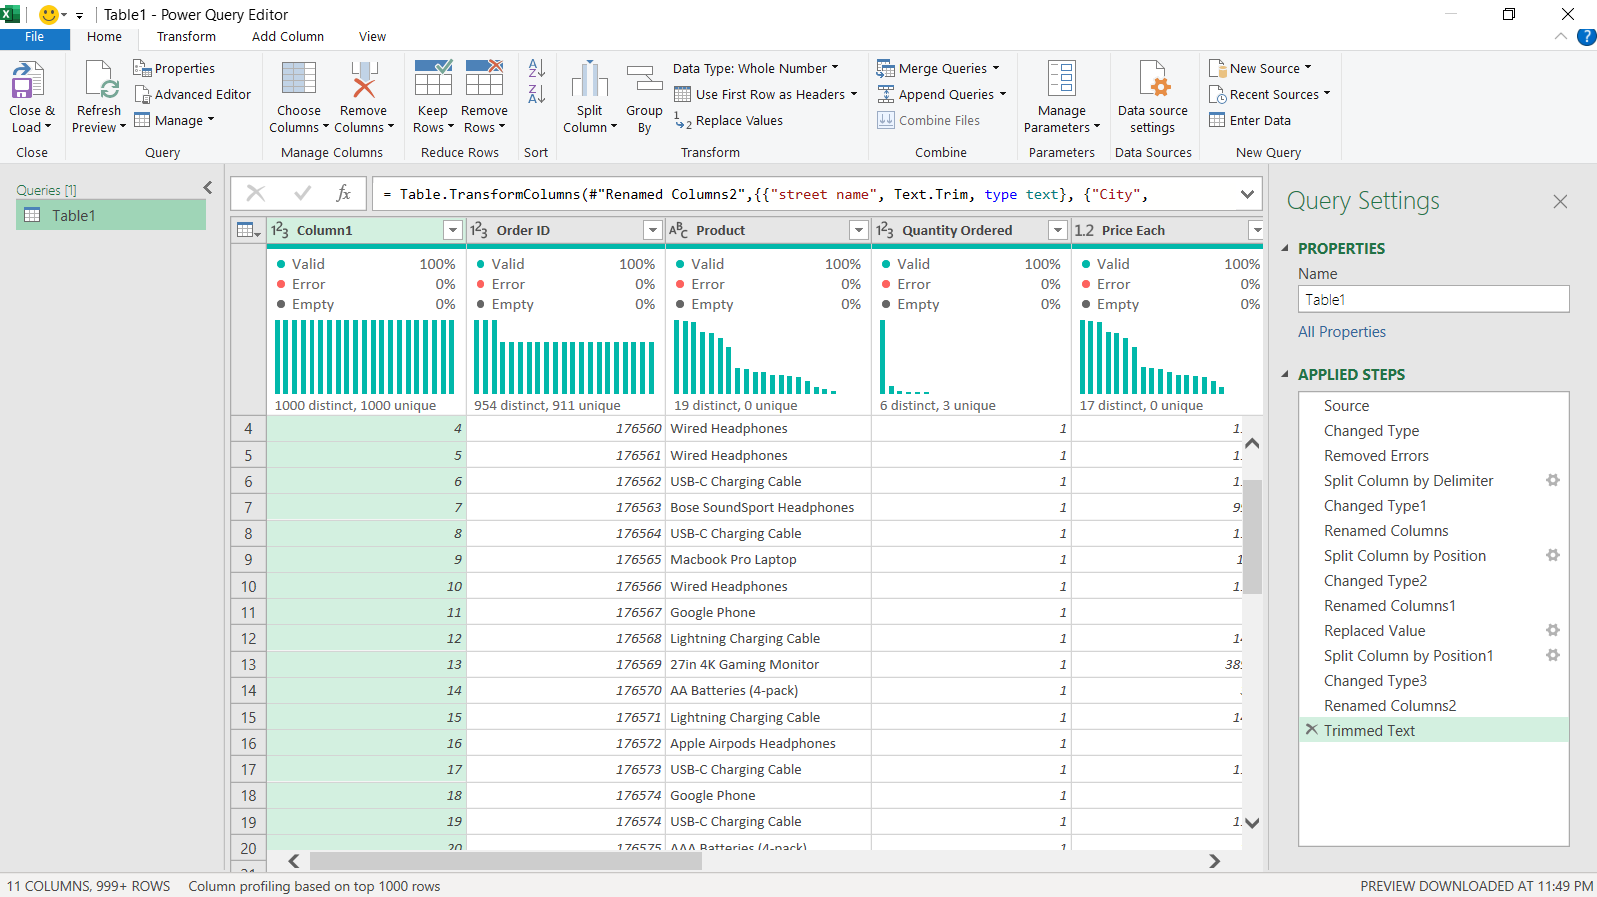 Table1 - Power Query Editor
File Home Transform Add Column View
Close & Load
Close
Refresh Preview
Properties
Advanced Editor
Manage
Query
Choose Columns
Remove Columns
Manage Columns
Keep Rows
Remove Rows
Reduce Rows
A Z
Z A
Sort
Split Column
Group By
Data Type: Whole Number
Use First Row as Headers
1 2 Replace Values
Transform
Merge Queries
Append Queries
Combine Files
Combine
Manage Parameters
Parameters
Data source settings
Data Sources
New Source
Recent Sources
Enter Data
New Query
?
Queries [1]
Table1
fx
= Table.TransformColumns(#"Renamed Columns2",{{"street name", Text.Trim, type text}, {"City",
123 Column1 123 Order ID ABC Product 123 Quantity Ordered 1.2 Price Each
Valid 100% Valid 100% Valid 100% Valid 100% Valid 100%
Error 0% Error 0% Error 0% Error 0% Error 0%
Empty 0% Empty 0% Empty 0% Empty 0% Empty 0%
1000 distinct, 1000 unique 954 distinct, 911 unique 19 distinct, 0 unique 6 distinct, 3 unique 17 distinct, 0 unique
4 4 176560 Wired Headphones 1 1.
5 5 176561 Wired Headphones 1 1.
6 6 176562 USB-C Charging Cable 1 1.
7 7 176563 Bose SoundSport Headphones 1 9
8 8 176564 USB-C Charging Cable 1 1.
9 9 176565 Macbook Pro Laptop 1 1
10 10 176566 Wired Headphones 1 1.
11 11 176567 Google Phone 1
12 12 176568 Lightning Charging Cable 1 1
13 13 176569 27in 4K Gaming Monitor 1 38
14 14 176570 AA Batteries (4-pack) 1
15 15 176571 Lightning Charging Cable 1 1
16 16 176572 Apple Airpods Headphones 1
17 17 176573 USB-C Charging Cable 1 1.
18 18 176574 Google Phone 1
19 19 176574 USB-C Charging Cable 1 1.
20 20 176575 AAA Batteries (4-pack) 1
Query Settings
PROPERTIES
Name
Table1
All Properties
APPLIED STEPS
Source
Changed Type
Removed Errors
Split Column by Delimiter
Changed Type1
Renamed Columns
Split Column by Position
Changed Type2
Renamed Columns1
Replaced Value
Split Column by Position1
Changed Type3
Renamed Columns2
Trimmed Text
11 COLUMNS, 999+ ROWS Column profiling based on top 1000 rows
PREVIEW DOWNLOADED AT 11:49 PM